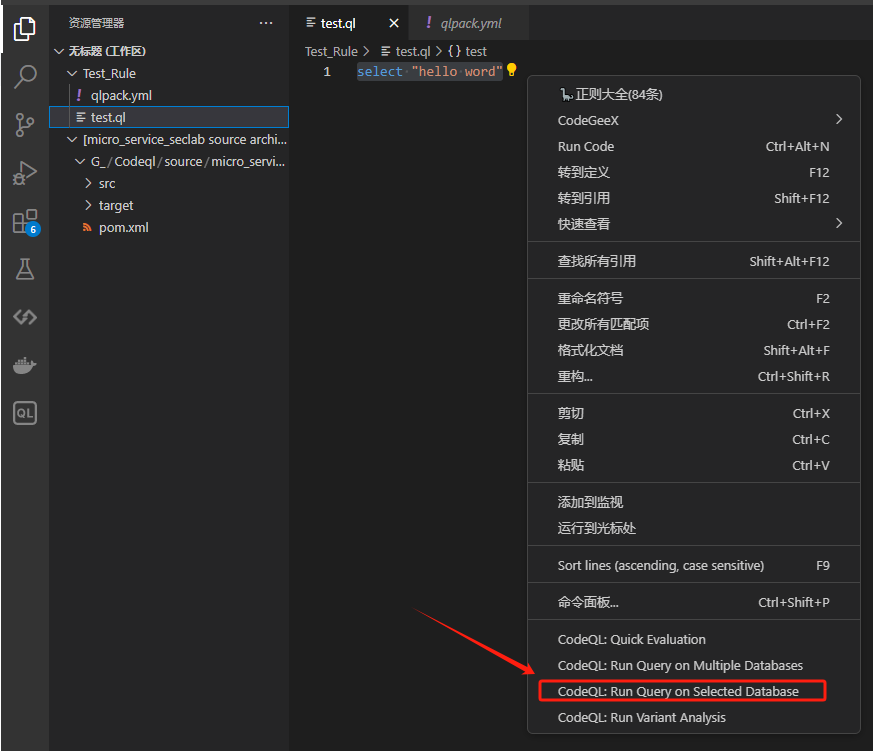 资源管理器
···
无标题 (工作区)
Test_Rule
qlpack.yml
test.ql
[micro_service_seclab source archi...
G_/Codeql/source/micro_servi...
src
target
pom.xml
6
QL
test.ql
qlpack.yml
Test_Rule > test.ql > {} test
1 select "hello word"
正则大全(84条)
CodeGeeX
Run Code Ctrl+Alt+N
转到定义 F12
转到引用 Shift+F12
快速查看
查找所有引用 Shift+Alt+F12
重命名符号 F2
更改所有匹配项 Ctrl+F2
格式化文档 Shift+Alt+F
重构... Ctrl+Shift+R
剪切 Ctrl+X
复制 Ctrl+C
粘贴 Ctrl+V
添加到监视
运行到光标处
Sort lines (ascending, case sensitive) F9
命令面板... Ctrl+Shift+P
CodeQL: Quick Evaluation
CodeQL: Run Query on Multiple Databases
CodeQL: Run Query on Selected Database
CodeQL: Run Variant Analysis